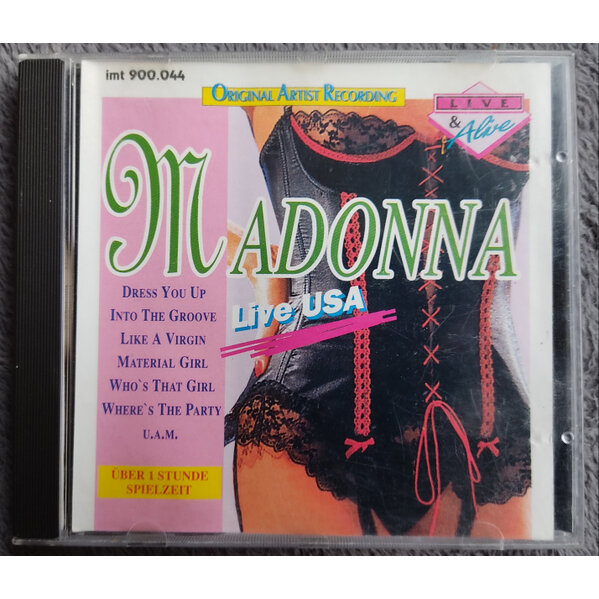 imt 900.044
ORIGINAL ARTIST RECORDING
LIVE
& Alive
MADONNA
Live USA
DRESS YOU UP
INTO THE GROOVE
LIKE A VIRGIN
MATERIAL GIRL
WHO`S THAT GIRL
WHERE`S THE PARTY
U.A.M.
ÜBER 1 STUNDE
SPIELZEIT